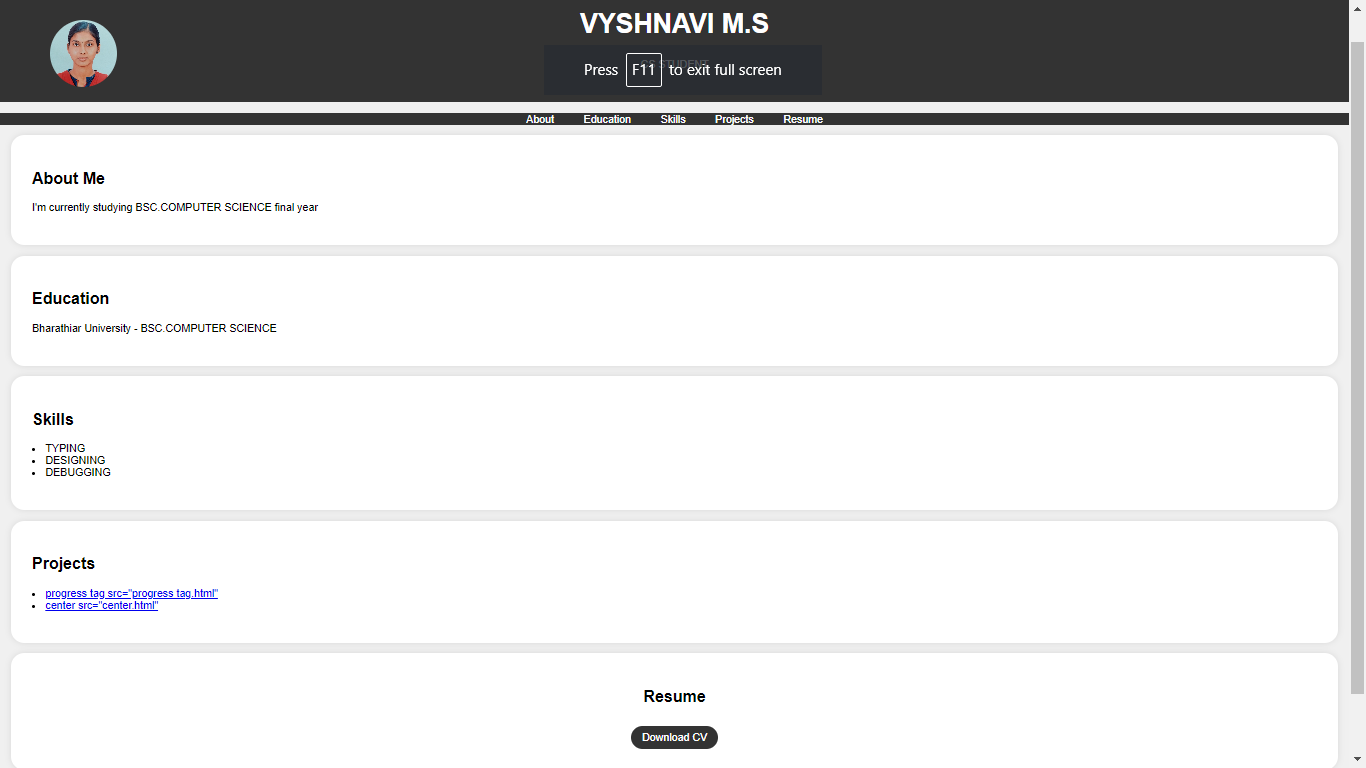 VYSHNAVI M.S
CS STUDENT
Press F11 to exit full screen
About Education Skills Projects Resume
About Me
I'm currently studying BSC.COMPUTER SCIENCE final year
Education
Bharathiar University - BSC.COMPUTER SCIENCE
Skills
TYPING
DESIGNING
DEBUGGING
Projects
progress tag src="progress tag.html"
center src="center.html"
Resume
Download CV